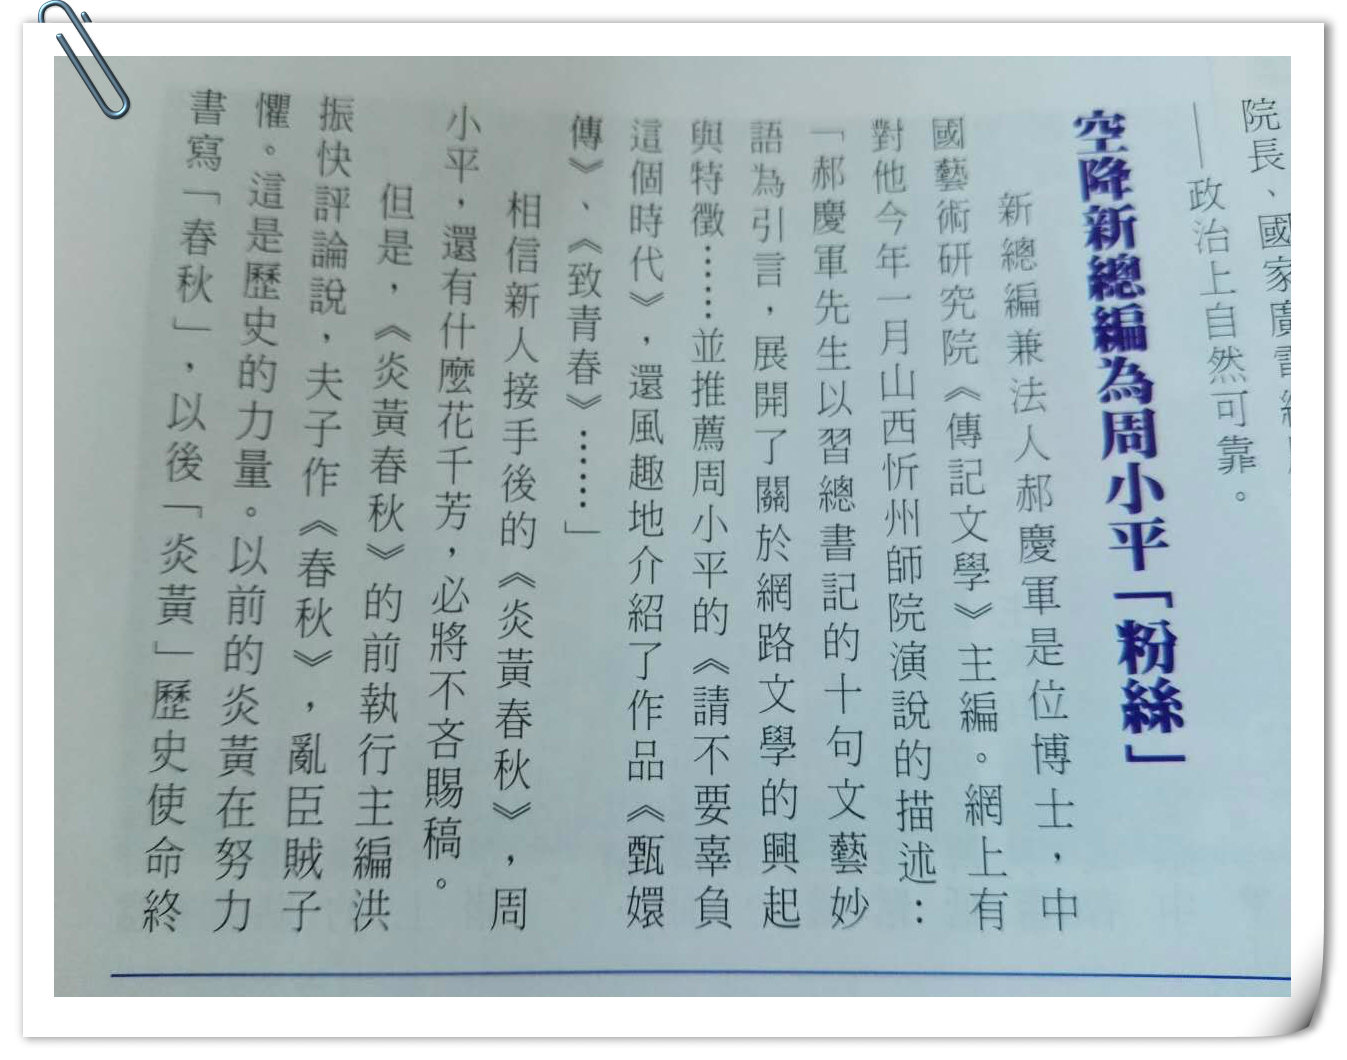 院長、國家廣電總
——政治上自然可靠。
空降新總編為周小平「粉絲」
新總編兼法人郝慶軍是位博士，中
國藝術研究院《傳記文學》主編。網上有
對他今年一月山西忻州師院演說的描述：
「郝慶軍先生以習總書記的十句文藝妙
語為引言，展開了關於網路文學的興起
與特徵……並推薦周小平的《請不要辜負
這個時代》，還風趣地介紹了作品《甄嬛
傳》、《致青春》……」
相信新人接手後的《炎黃春秋》，周
小平，還有什麼花千芳，必將不吝賜稿。
但是，《炎黃春秋》的前執行主編洪
振快評論說，夫子作《春秋》，亂臣賊子
懼。這是歷史的力量。以前的炎黃在努力
書寫「春秋」，以後「炎黃」歷史使命終